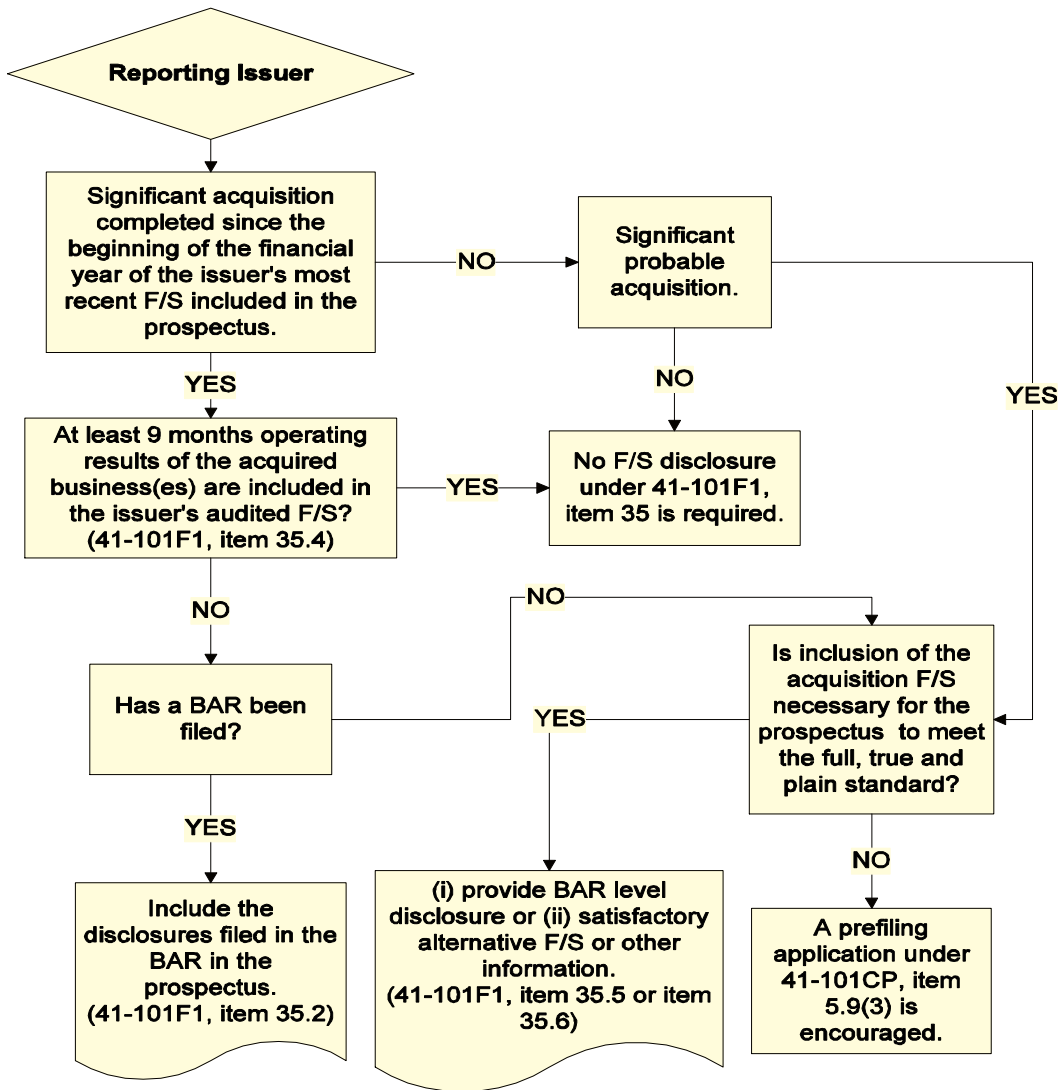 Reporting Issuer
Significant acquisition
completed since the
beginning of the financial
year of the issuer's most
recent F/S included in the
prospectus.
NO
Significant
probable
acquisition.
YES
NO
YES
At least 9 months operating
results of the acquired
business(es) are included in
the issuer's audited F/S?
(41-101F1, item 35.4)
YES
No F/S disclosure
under 41-101F1,
item 35 is required.
NO
NO
Has a BAR been
filed?
Is inclusion of the
acquisition F/S
necessary for the
prospectus to meet
the full, true and
plain standard?
YES
YES
NO
Include the
disclosures filed in the
BAR in the
prospectus.
(41-101F1, item 35.2)
(i) provide BAR level
disclosure or (ii) satisfactory
alternative F/S or other
information.
(41-101F1, item 35.5 or item
35.6)
A prefiling
application under
41-101CP, item
5.9(3) is
encouraged.